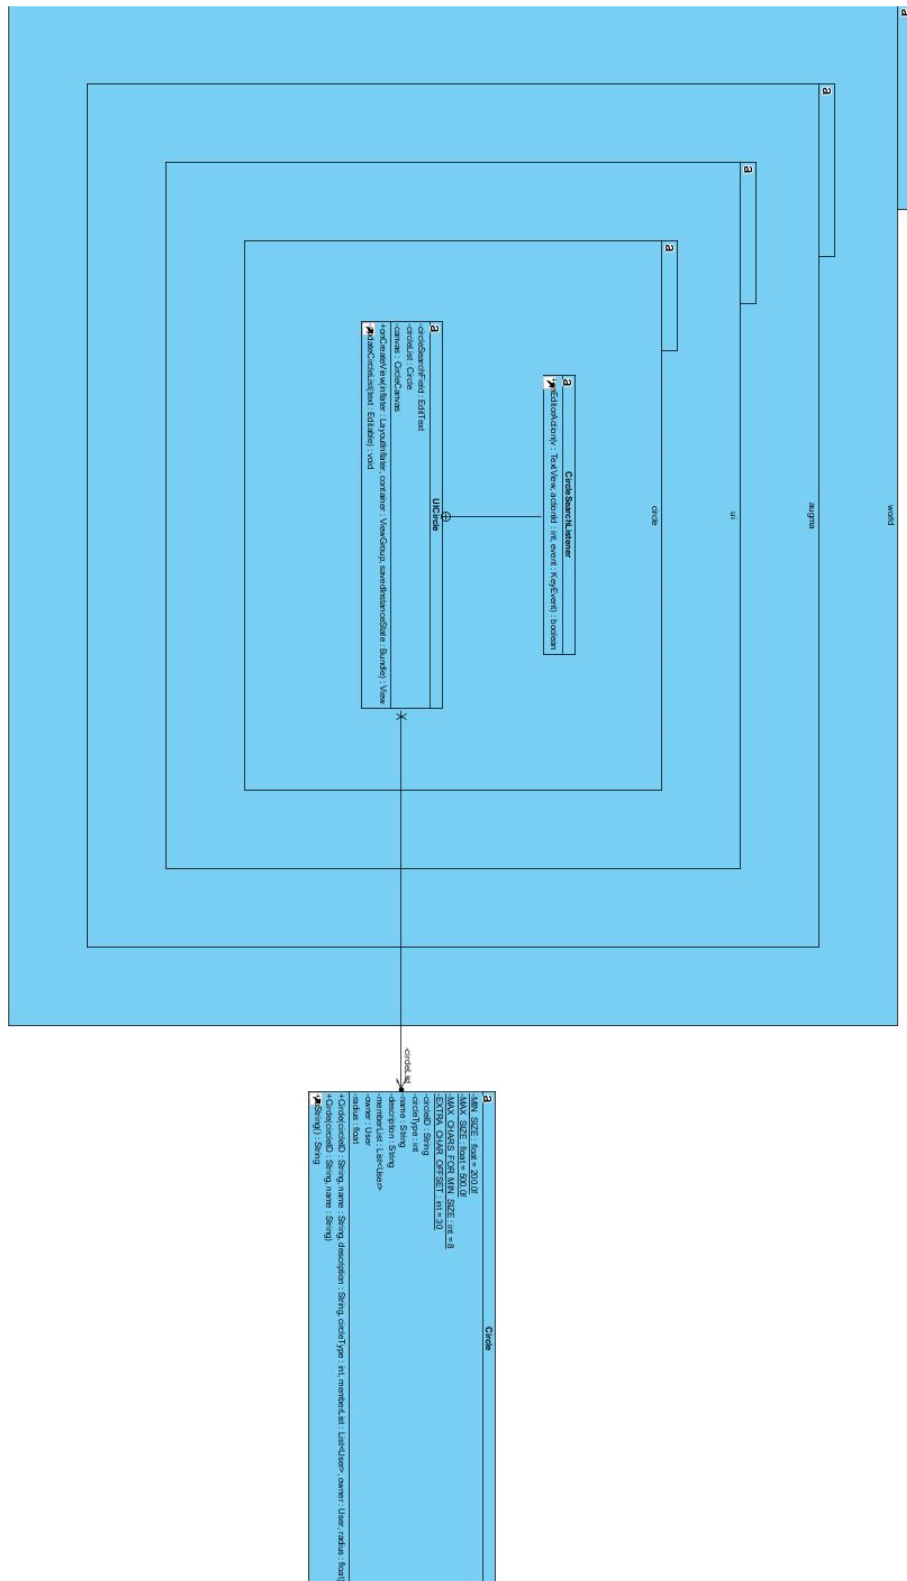 a
world
a
augma
a
ui
a
circle
a
CircleSearchListener
EditorAction(v : TextView, actionId : int, event : KeyEvent) : boolean
a
UICircle
-circleSearchField : EditText
-circleList : Circle
-canvas : CircleCanvas
+onCreateView(inflater : LayoutInflater, container : ViewGroup, savedInstanceState : Bundle) : View
dateCircleList(text : Editable) : void
-circleList
a
Circle
-MIN_SIZE : float = 200.0f
-MAX_SIZE : float = 500.0f
-MAX_CHARS_FOR_MIN_SIZE : int = 8
-EXTRA_CHAR_OFFSET : int = 30
-circleID : String
-circleType : int
-name : String
-description : String
-memberList : List<User>
-owner : User
-radius : float
+Circle(circleID : String, name : String, description : String, circleType : int, memberList : List<User>, owner : User, radius : float)
+Circle(circleID : String, name : String)
String() : String